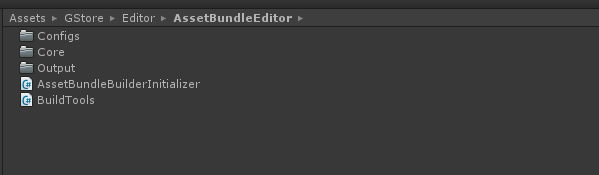 Assets ▸ GStore ▸ Editor ▸ AssetBundleEditor ▸
Configs
Core
Output
AssetBundleBuilderInitializer
BuildTools